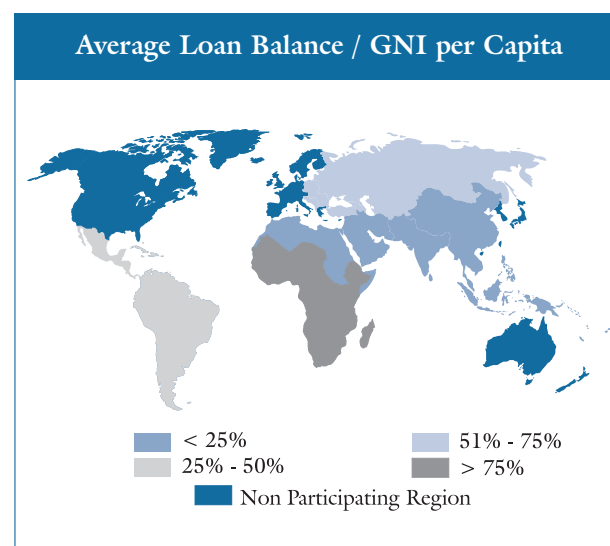 Average Loan Balance / GNI per Capita
< 25%
51% - 75%
25% - 50%
> 75%
Non Participating Region